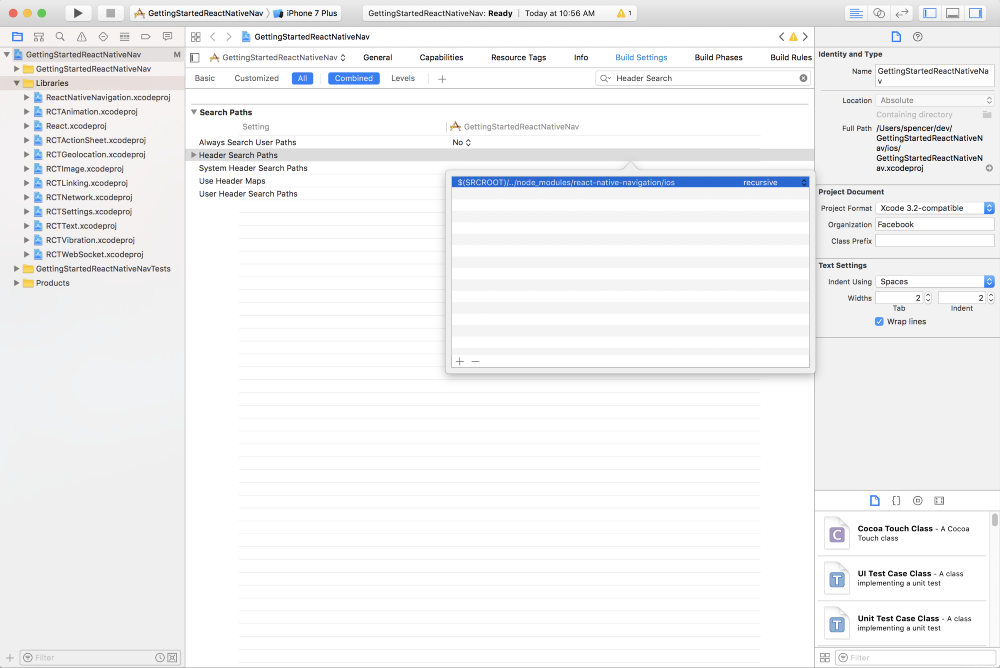 GettingStartedReactNativeNav
iPhone 7 Plus
GettingStartedReactNativeNav: Ready
Today at 10:56 AM
1
GettingStartedReactNativeNav
M
GettingStartedReactNativeNav
Libraries
ReactNativeNavigation.xcodeproj
RCTAnimation.xcodeproj
React.xcodeproj
RCTActionSheet.xcodeproj
RCTGeolocation.xcodeproj
RCTImage.xcodeproj
RCTLinking.xcodeproj
RCTNetwork.xcodeproj
RCTSettings.xcodeproj
RCTText.xcodeproj
RCTVibration.xcodeproj
RCTWebSocket.xcodeproj
GettingStartedReactNativeNavTests
Products
Filter
GettingStartedReactNativeNav
GettingStartedReactNativeNav
General
Capabilities
Resource Tags
Info
Build Settings
Build Phases
Build Rules
Basic
Customized
All
Combined
Levels
Header Search
Search Paths
Setting
GettingStartedReactNativeNav
Always Search User Paths
No
Header Search Paths
System Header Search Paths
Use Header Maps
User Header Search Paths
$(SRCROOT)/../node_modules/react-native-navigation/ios
recursive
Identity and Type
Name
GettingStartedReactNativeNa
v
Location
Absolute
Containing directory
Full Path
/Users/spencer/dev/
GettingStartedReactNativeN
av/ios/
GettingStartedReactNativeN
av.xcodeproj
Project Document
Project Format
Xcode 3.2-compatible
Organization
Facebook
Class Prefix
Text Settings
Indent Using
Spaces
Widths
2
2
Tab
Indent
Wrap lines
C
Cocoa Touch Class - A Cocoa
Touch class
T
UI Test Case Class - A class
implementing a unit test
T
Unit Test Case Class - A class
implementing a unit test
Filter